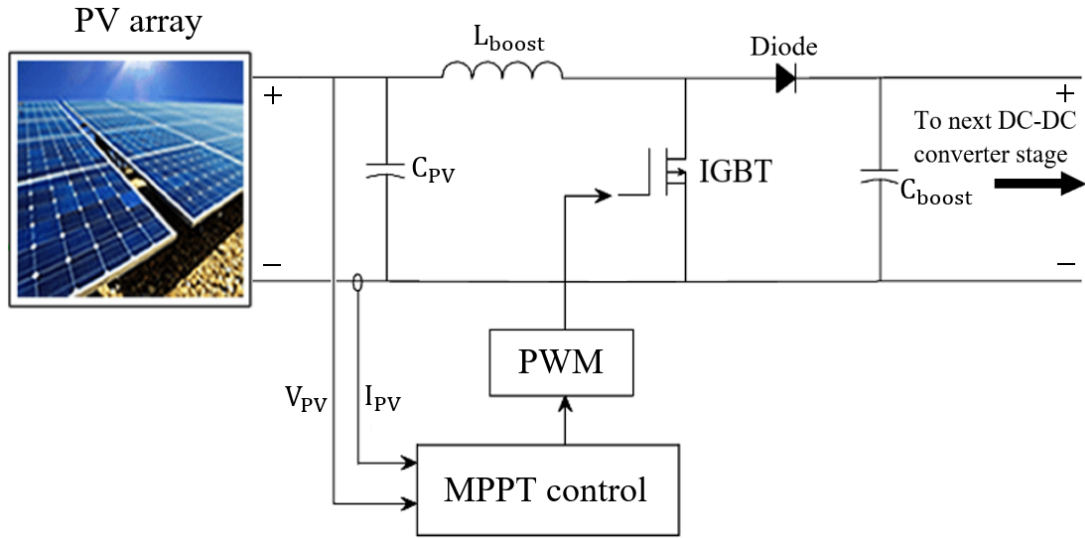 PV array
L_boost
Diode
+
+
To next DC-DC
converter stage
C_PV
IGBT
C_boost
−
−
PWM
V_PV
I_PV
MPPT control